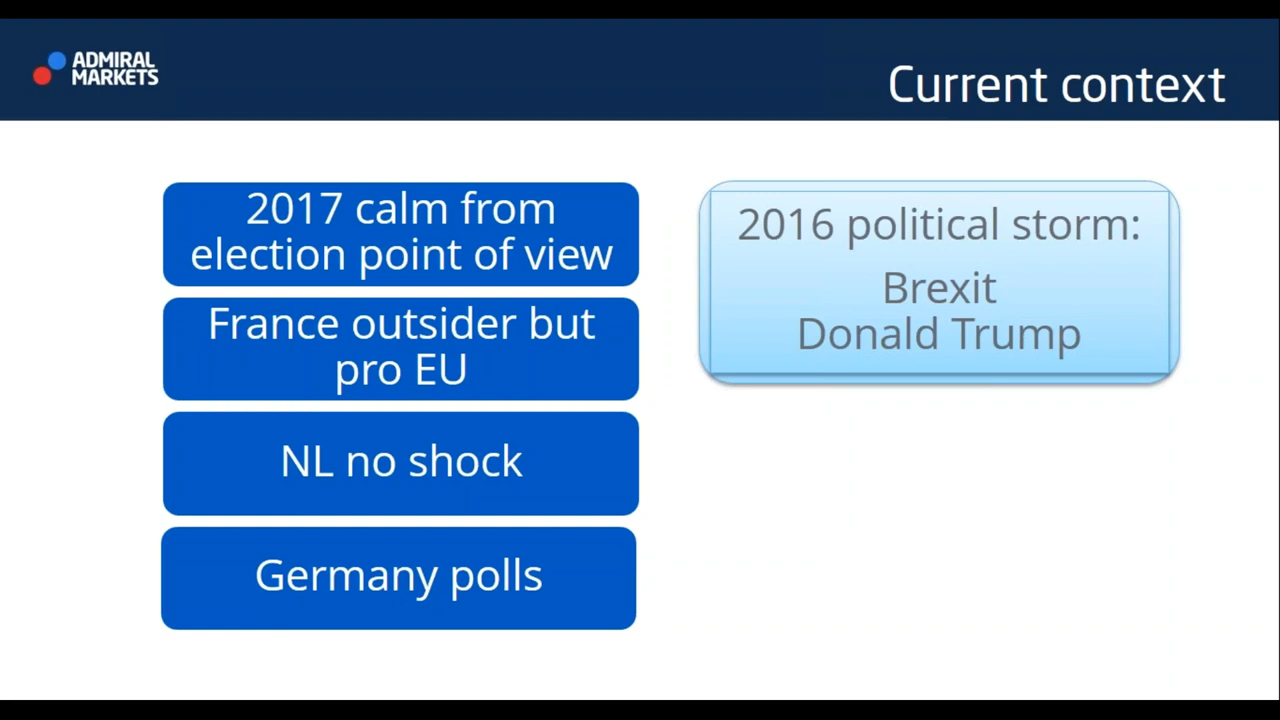 ADMIRAL
MARKETS
Current context
2017 calm from
election point of view
France outsider but
pro EU
NL no shock
Germany polls
2016 political storm:
Brexit
Donald Trump